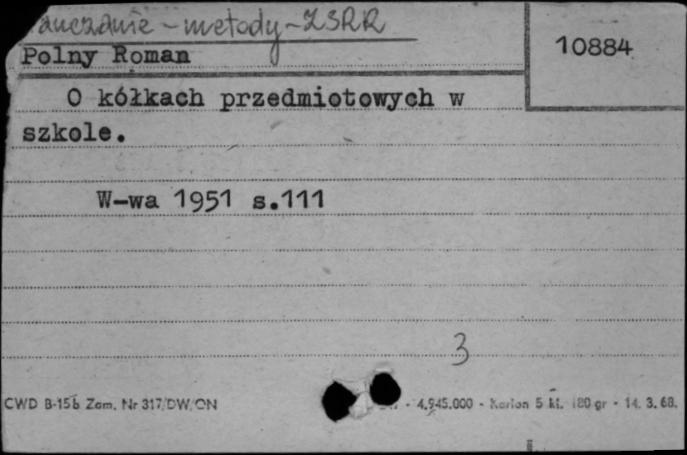 nauczanie - metody - ZSRR
Polny Roman
10884
O kółkach przedmiotowych w
szkole.
W-wa 1951 s.111
3
CWD B-15b Zam. Nr 317/DW/ON - 4.945.000 - Karton 5 kl. 180 gr - 14. 3. 68.